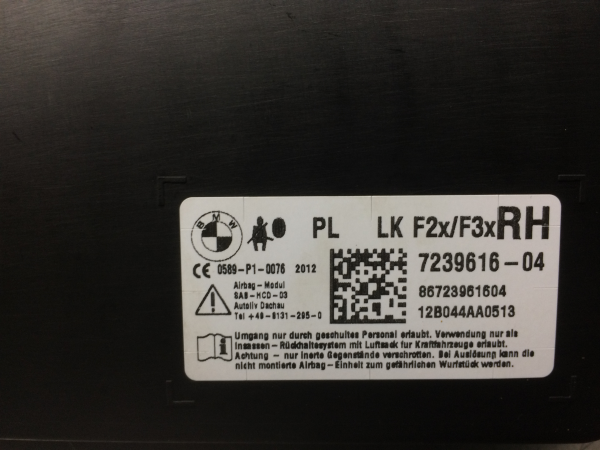 BMW
PL LK F2x/F3x RH
CE 0589-P1-0076 2012
7239616-04
Airbag-Modul
SAB-HCD-03
Autoliv Dachau
Tel +49-8131-295-0
86723961604
12B044AA0513
Umgang nur durch geschultes Personal erlaubt. Verwendung nur als
Insassen-Rückhaltesystem mit Luftsack für Kraftfahrzeuge erlaubt.
Achtung - nur inerte Gegenstände verschrotten. Bei Auslösung kann die
nicht montierte Airbag-Einheit zum gefährlichen Wurfstück werden.